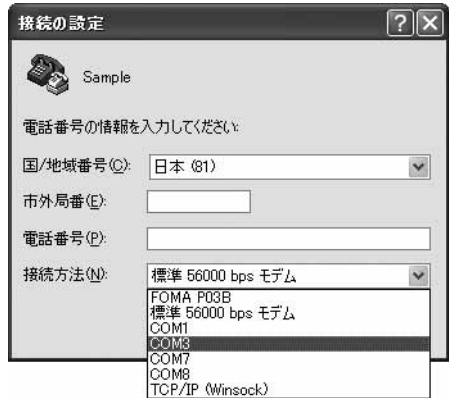 接続の設定
Sample
電話番号の情報を入力してください:
国/地域番号(C): 日本 (81)
市外局番(E):
電話番号(P):
接続方法(N): 標準 56000 bps モデム
FOMA P03B
標準 56000 bps モデム
COM1
COM3
COM7
COM8
TCP/IP (Winsock)